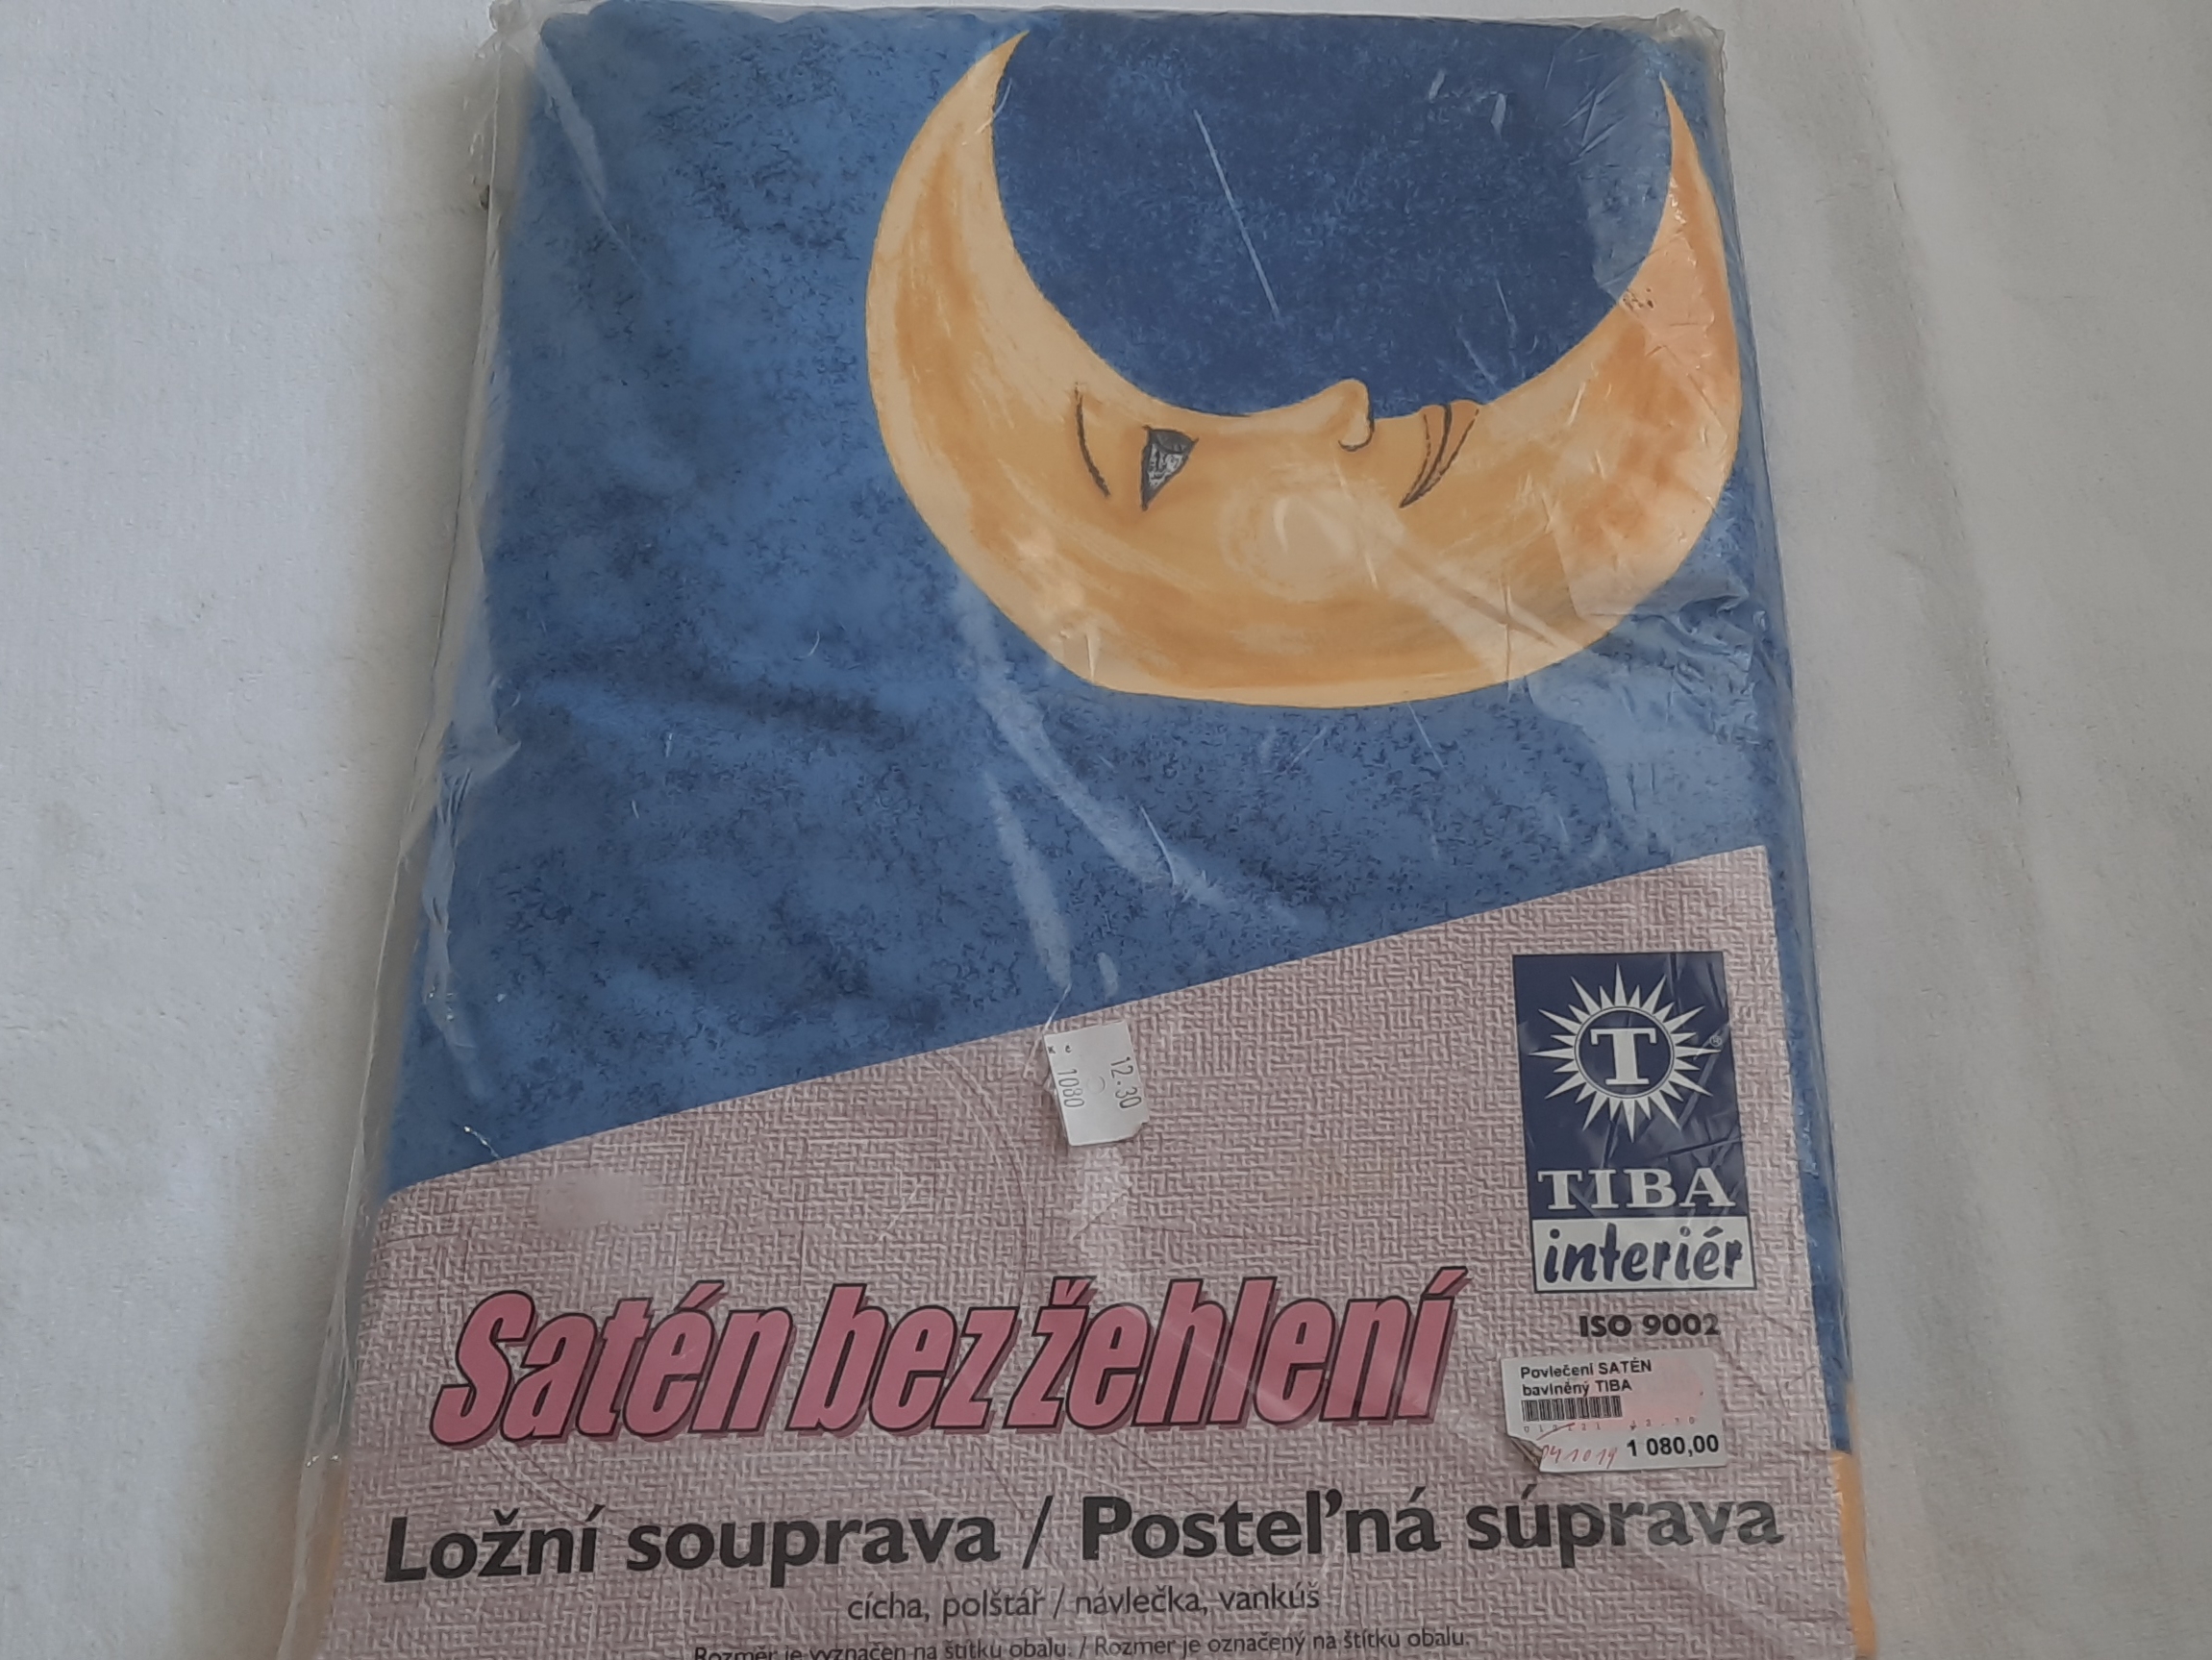 Kč
1080
12.30
T
®
TIBA
interiér
ISO 9002
Satén bez žehlení
Povlečení SATÉN
bavlněný TIBA
1 080,00
Ložní souprava / Posteľná súprava
cícha, polštář / návlečka, vankúš
Rozměr je vyznačen na štítku obalu. / Rozmer je označený na štítku obalu.